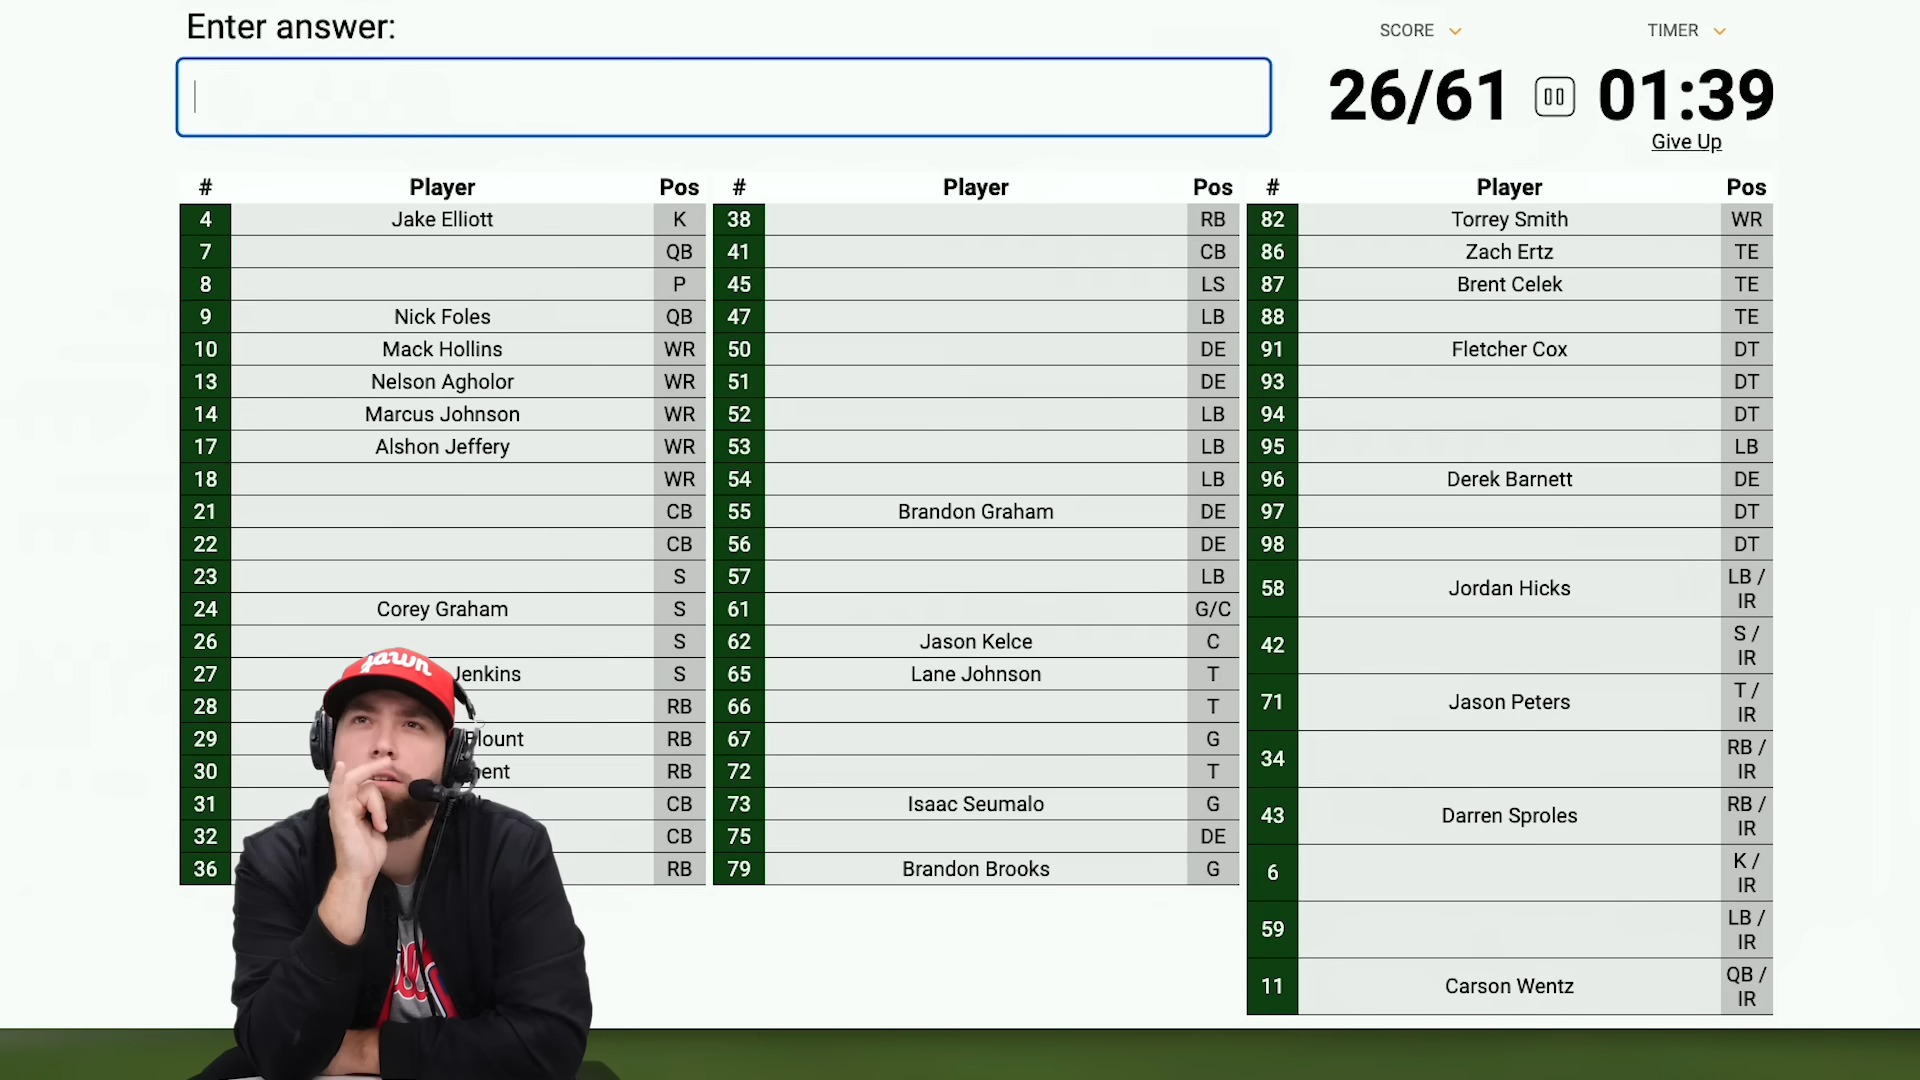 Enter answer:
SCORE
TIMER
26/61
01:39
Give Up
# Player Pos
4 Jake Elliott K
7 QB
8 P
9 Nick Foles QB
10 Mack Hollins WR
13 Nelson Agholor WR
14 Marcus Johnson WR
17 Alshon Jeffery WR
18 WR
21 CB
22 CB
23 S
24 Corey Graham S
26 S
27 Jenkins S
28 RB
29 RB
30 RB
31 CB
32 CB
36 RB
# Player Pos
38 RB
41 CB
45 LS
47 LB
50 DE
51 DE
52 LB
53 LB
54 LB
55 Brandon Graham DE
56 DE
57 LB
61 G/C
62 Jason Kelce C
65 Lane Johnson T
66 T
67 G
72 T
73 Isaac Seumalo G
75 DE
79 Brandon Brooks G
# Player Pos
82 Torrey Smith WR
86 Zach Ertz TE
87 Brent Celek TE
88 TE
91 Fletcher Cox DT
93 DT
94 DT
95 LB
96 Derek Barnett DE
97 DT
98 DT
58 Jordan Hicks LB / IR
42 S / IR
71 Jason Peters T / IR
34 RB / IR
43 Darren Sproles RB / IR
6 K / IR
59 LB / IR
11 Carson Wentz QB / IR
jawn